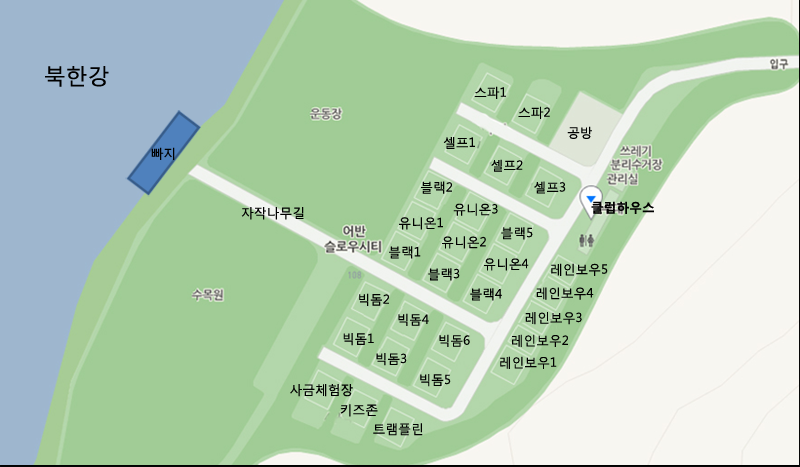 입구
북한강
스파1
스파2
운동장
공방
셀프1
빠지
쓰레기
분리수거장
관리실
셀프2
셀프3
블랙2
클럽하우스
유니온3
자작나무길
유니온1
블랙5
어반
슬로우시티
유니온2
블랙1
유니온4
레인보우5
블랙3
108
수목원
블랙4
레인보우4
빅돔2
빅돔4
레인보우3
빅돔1
빅돔6
레인보우2
빅돔3
레인보우1
빅돔5
사금체험장
키즈존
트램플린